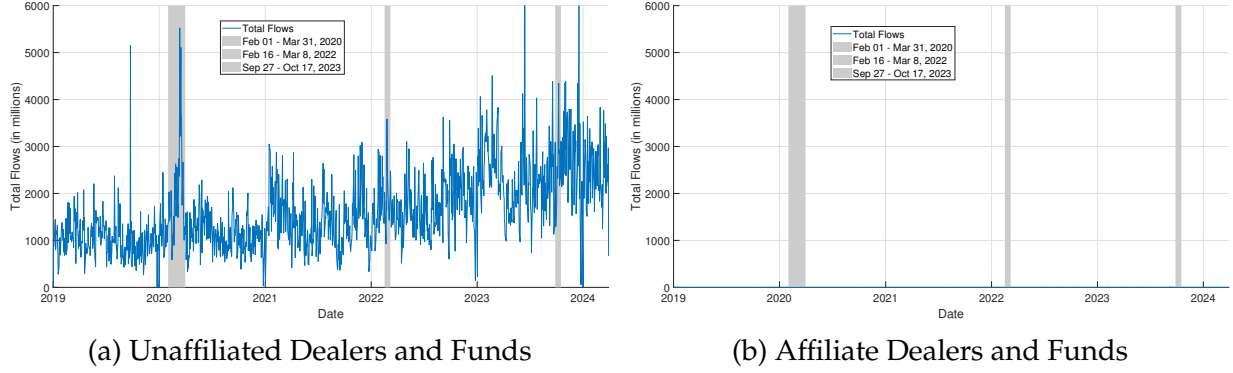 Total Flows (in millions)
6000
5000
4000
3000
2000
1000
0
Total Flows
Feb 01 - Mar 31, 2020
Feb 16 - Mar 8, 2022
Sep 27 - Oct 17, 2023
2019 2020 2021 2022 2023 2024
Date
(a) Unaffiliated Dealers and Funds
Total Flows (in millions)
6000
5000
4000
3000
2000
1000
0
Total Flows
Feb 01 - Mar 31, 2020
Feb 16 - Mar 8, 2022
Sep 27 - Oct 17, 2023
2019 2020 2021 2022 2023 2024
Date
(b) Affiliate Dealers and Funds